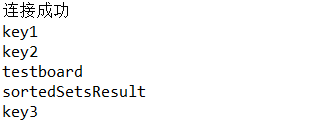 连接成功
key1
key2
testboard
sortedSetsResult
key3